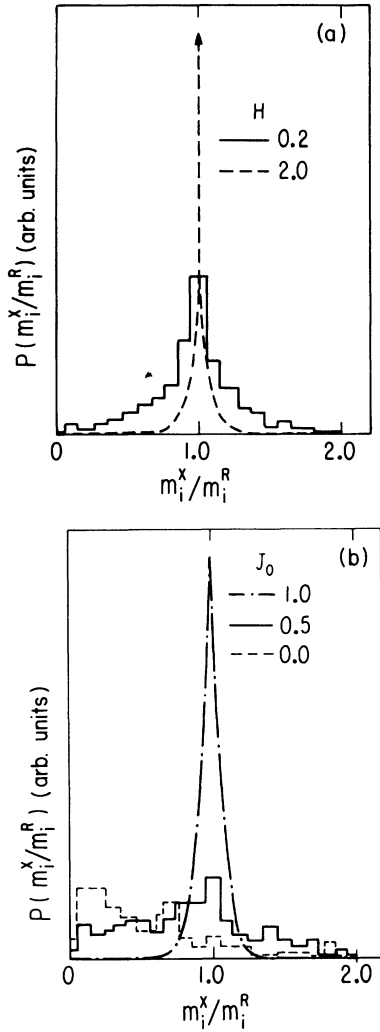 (a)
H
0.2
2.0
P(m_i^X/m_i^R) (arb. units)
0 1.0 2.0
m_i^X/m_i^R
(b)
J_0
1.0
0.5
0.0
P(m_i^X/m_i^R) (arb. units)
0 1.0 2.0
m_i^X/m_i^R